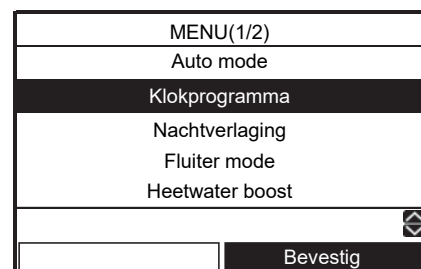 MENU(1/2)
Auto mode
Klokprogramma
Nachtverlaging
Fluiter mode
Heetwater boost
Bevestig